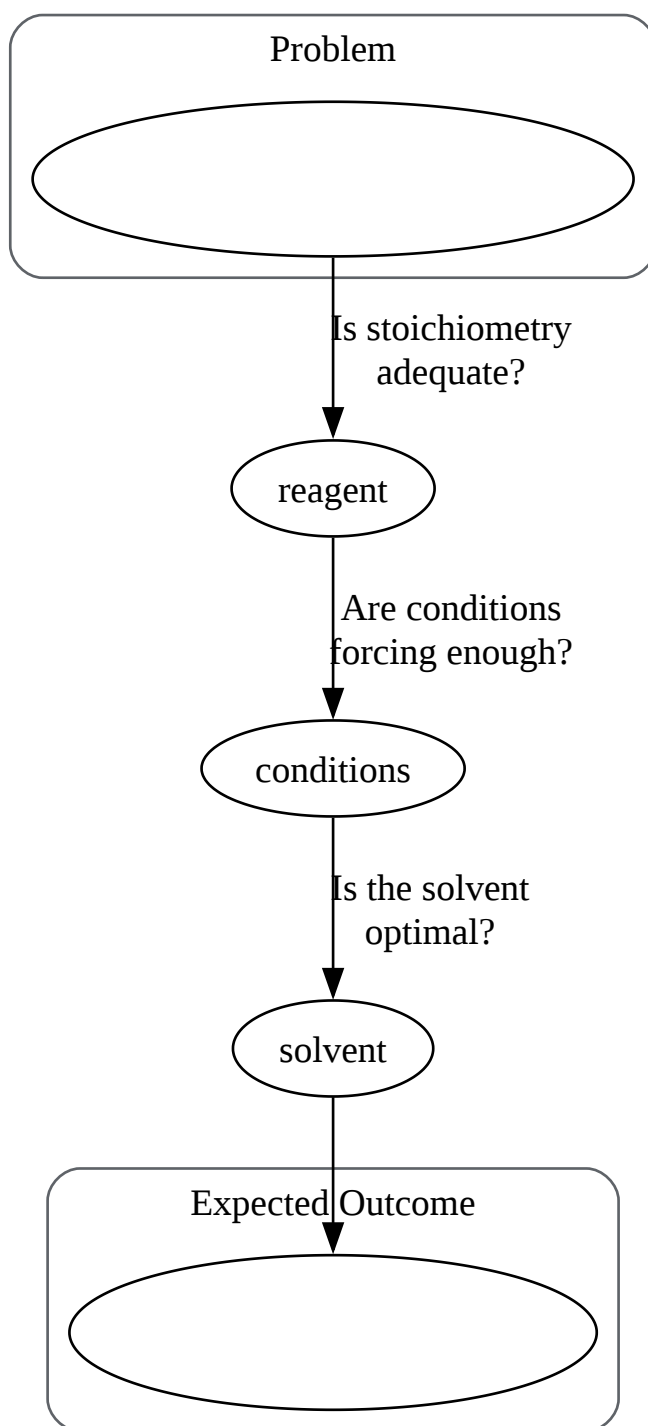 Problem
Is stoichiometry
adequate?
reagent
Are conditions
forcing enough?
conditions
Is the solvent
optimal?
solvent
Expected Outcome